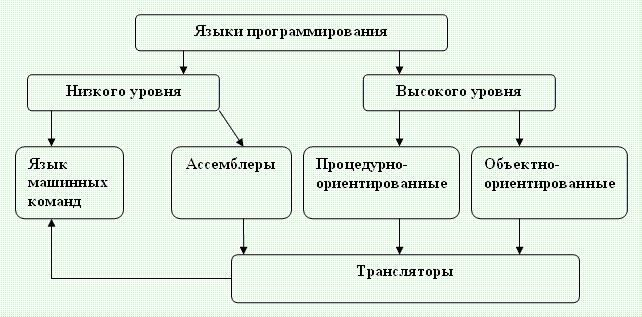 Языки программирования
Низкого уровня
Высокого уровня
Язык
машинных
команд
Ассемблеры
Процедурно-
ориентированные
Объектно-
ориентированные
Трансляторы